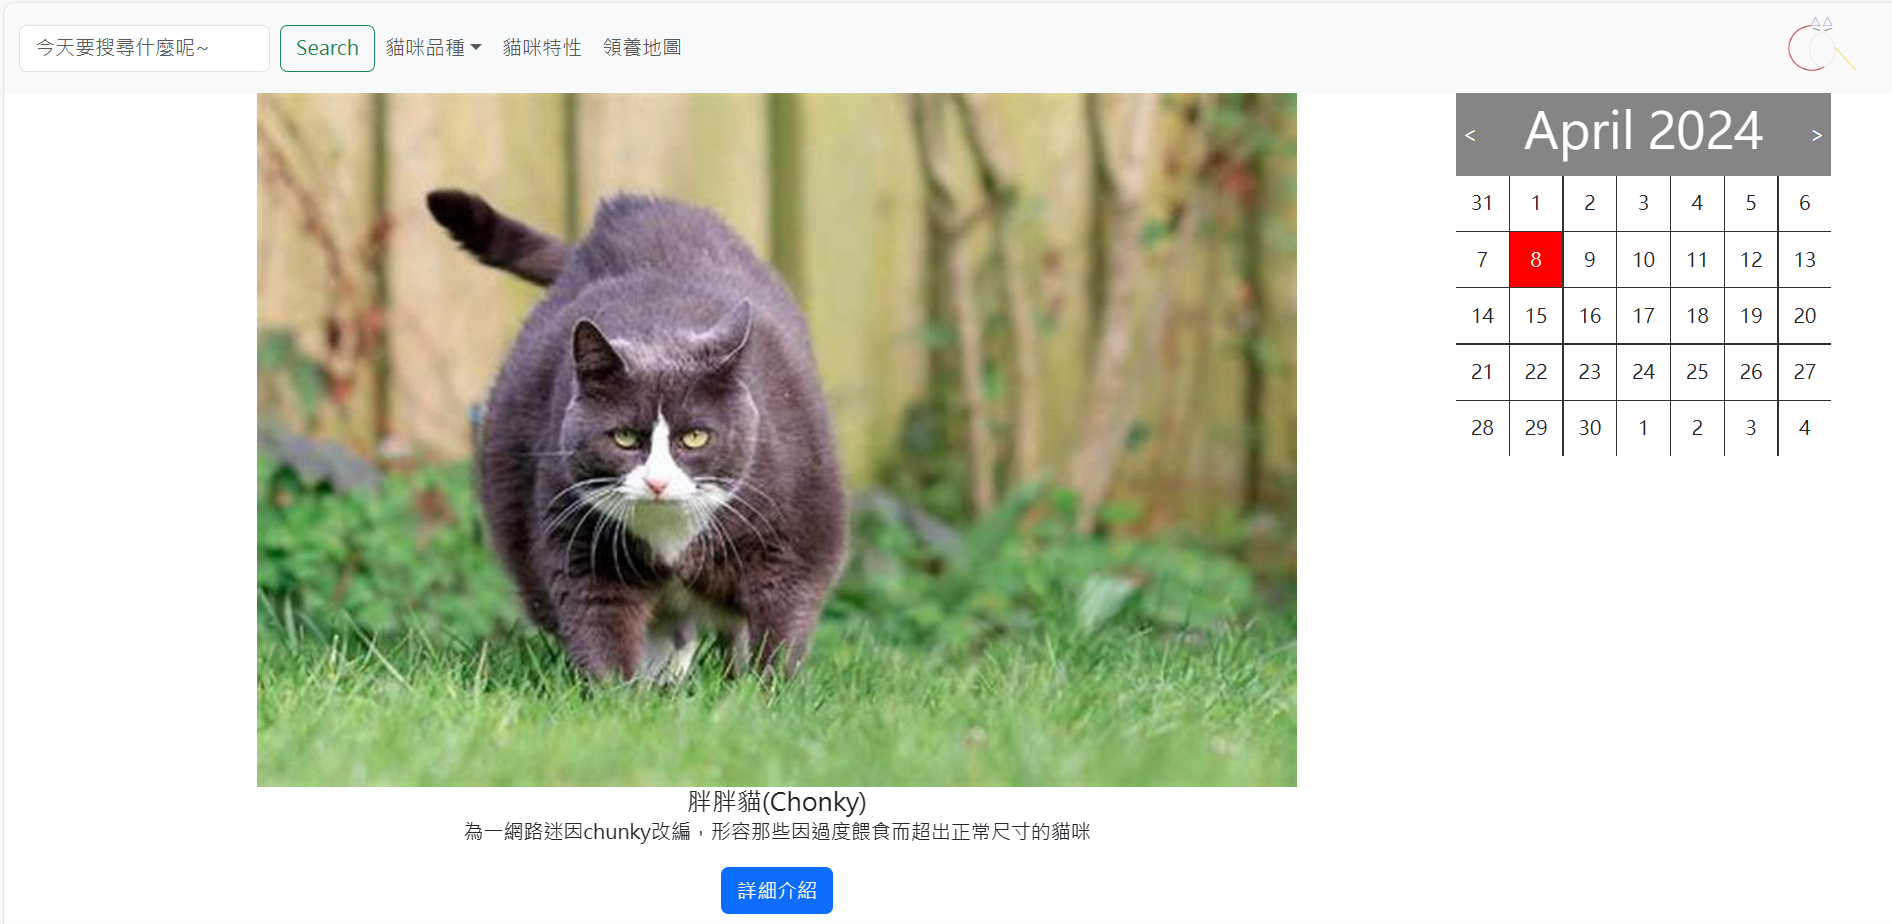 今天要搜尋什麼呢~
Search
貓咪品種
貓咪特性
領養地圖
< April 2024 >
31 1 2 3 4 5 6
7 8 9 10 11 12 13
14 15 16 17 18 19 20
21 22 23 24 25 26 27
28 29 30 1 2 3 4
胖胖貓(Chonky)
為一網路迷因chunky改編，形容那些因過度餵食而超出正常尺寸的貓咪
詳細介紹